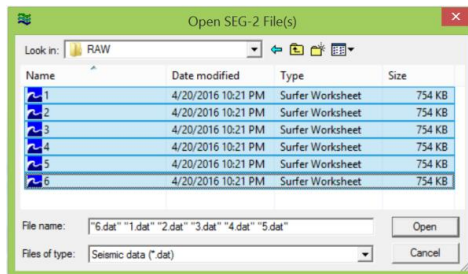 Open SEG-2 File(s)
Look in: RAW
Name Date modified Type Size
1 4/20/2016 10:21 PM Surfer Worksheet 754 KB
2 4/20/2016 10:21 PM Surfer Worksheet 754 KB
3 4/20/2016 10:21 PM Surfer Worksheet 754 KB
4 4/20/2016 10:21 PM Surfer Worksheet 754 KB
5 4/20/2016 10:21 PM Surfer Worksheet 754 KB
6 4/20/2016 10:21 PM Surfer Worksheet 754 KB
File name: "6.dat" "1.dat" "2.dat" "3.dat" "4.dat" "5.dat" Open
Files of type: Seismic data (*.dat) Cancel